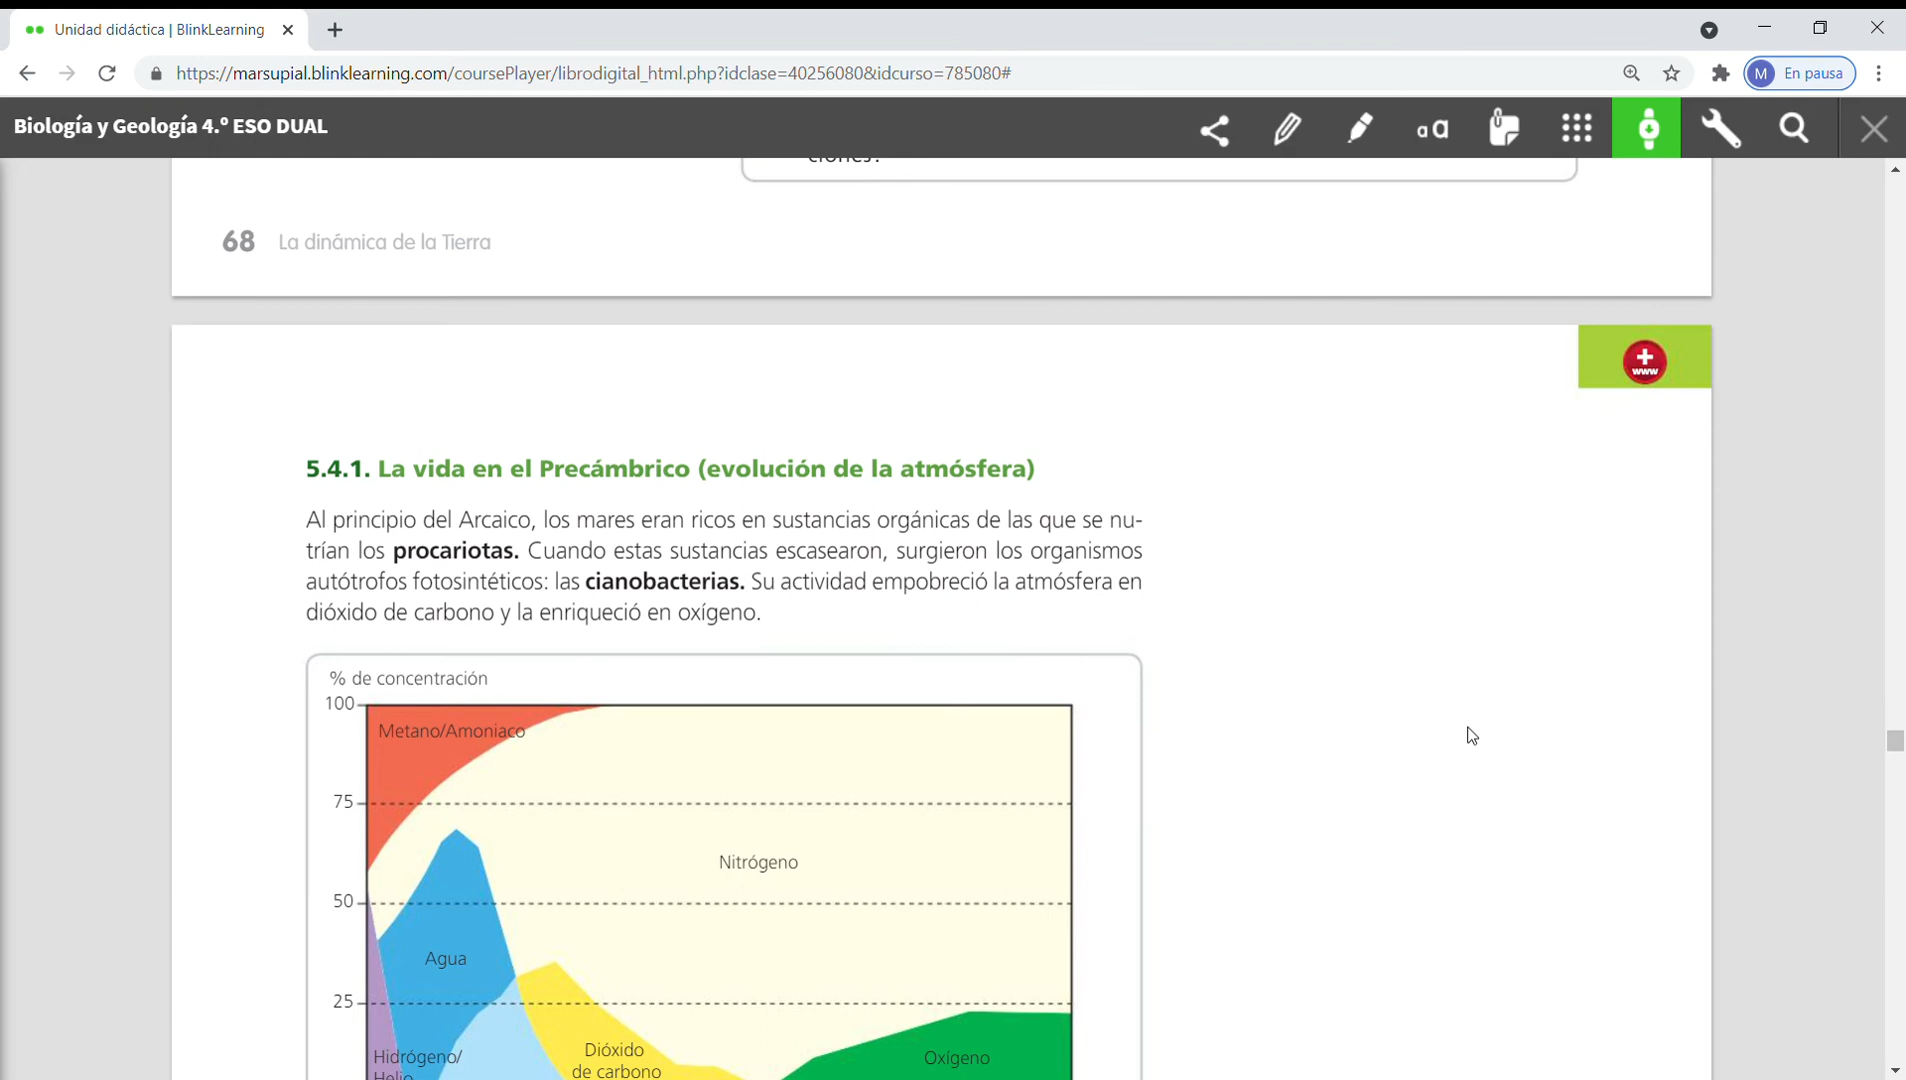 Unidad didáctica | BlinkLearning
https://marsupial.blinklearning.com/coursePlayer/librodigital_html.php?idclase=40256080&idcurso=785080#
M En pausa
Biología y Geología 4.º ESO DUAL
a a
ciones?
68 La dinámica de la Tierra
+
www
5.4.1. La vida en el Precámbrico (evolución de la atmósfera)
Al principio del Arcaico, los mares eran ricos en sustancias orgánicas de las que se nu-
trían los procariotas. Cuando estas sustancias escasearon, surgieron los organismos
autótrofos fotosintéticos: las cianobacterias. Su actividad empobreció la atmósfera en
dióxido de carbono y la enriqueció en oxígeno.
% de concentración
100
Metano/Amoniaco
75
Nitrógeno
50
Agua
25
Dióxido
de carbono
Oxígeno
Hidrógeno/
Helio